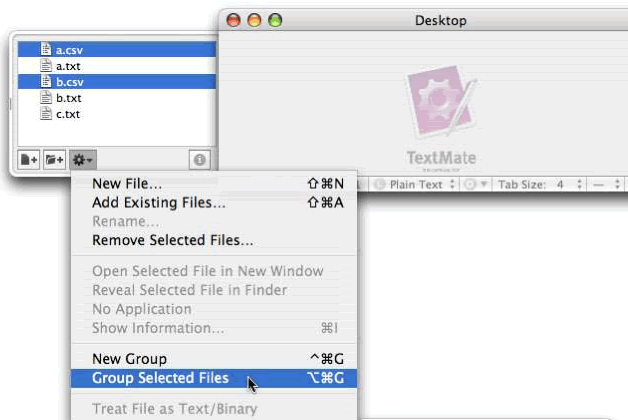 Desktop
a.csv
a.txt
b.csv
b.txt
c.txt
TextMate
Plain Text
Tab Size: 4
New File... ⇧⌘N
Add Existing Files... ⇧⌘A
Rename...
Remove Selected Files...
Open Selected File in New Window
Reveal Selected File in Finder
No Application
Show Information... ⌘I
New Group ^⌘G
Group Selected Files ⌥⌘G
Treat File as Text/Binary